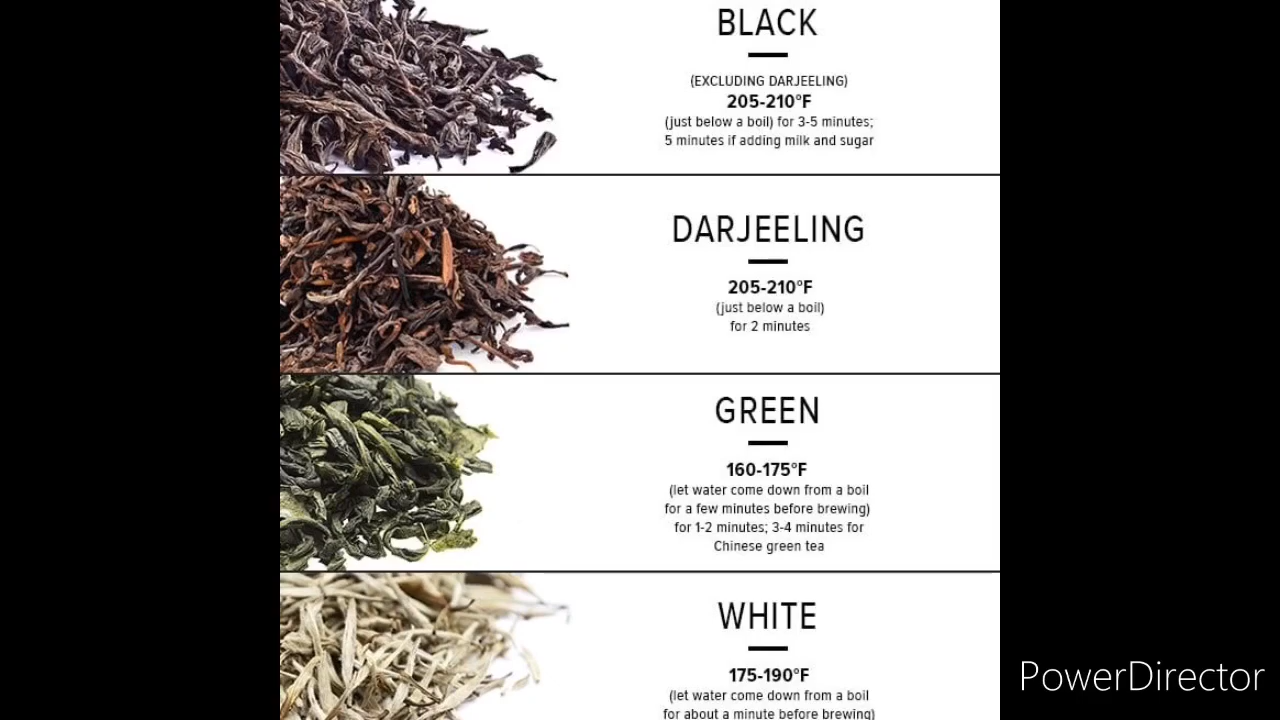 BLACK
(EXCLUDING DARJEELING)
205-210°F
(just below a boil) for 3-5 minutes;
5 minutes if adding milk and sugar
DARJEELING
205-210°F
(just below a boil)
for 2 minutes
GREEN
160-175°F
(let water come down from a boil
for a few minutes before brewing)
for 1-2 minutes; 3-4 minutes for
Chinese green tea
WHITE
175-190°F
(let water come down from a boil
for about a minute before brewing)
PowerDirector